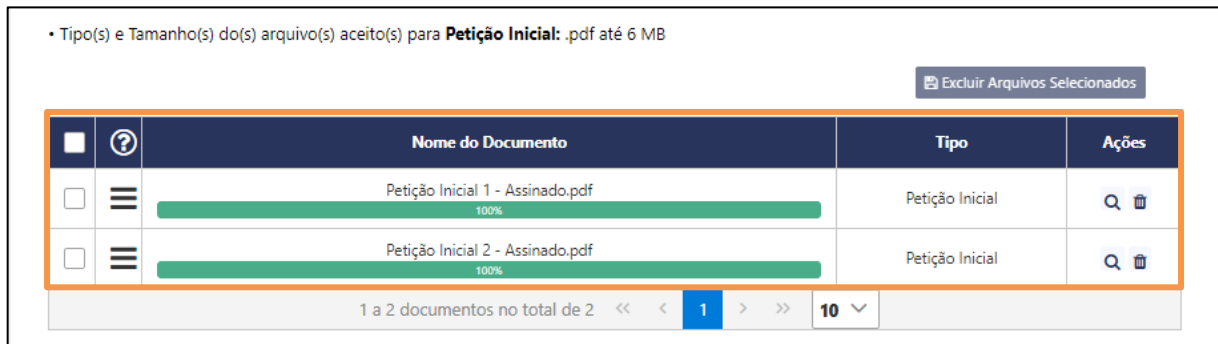 • Tipo(s) e Tamanho(s) do(s) arquivo(s) aceito(s) para Petição Inicial: .pdf até 6 MB
Excluir Arquivos Selecionados
Nome do Documento Tipo Ações
Petição Inicial 1 - Assinado.pdf
100%
Petição Inicial
Petição Inicial 2 - Assinado.pdf
100%
Petição Inicial
1 a 2 documentos no total de 2 << < 1 > >> 10